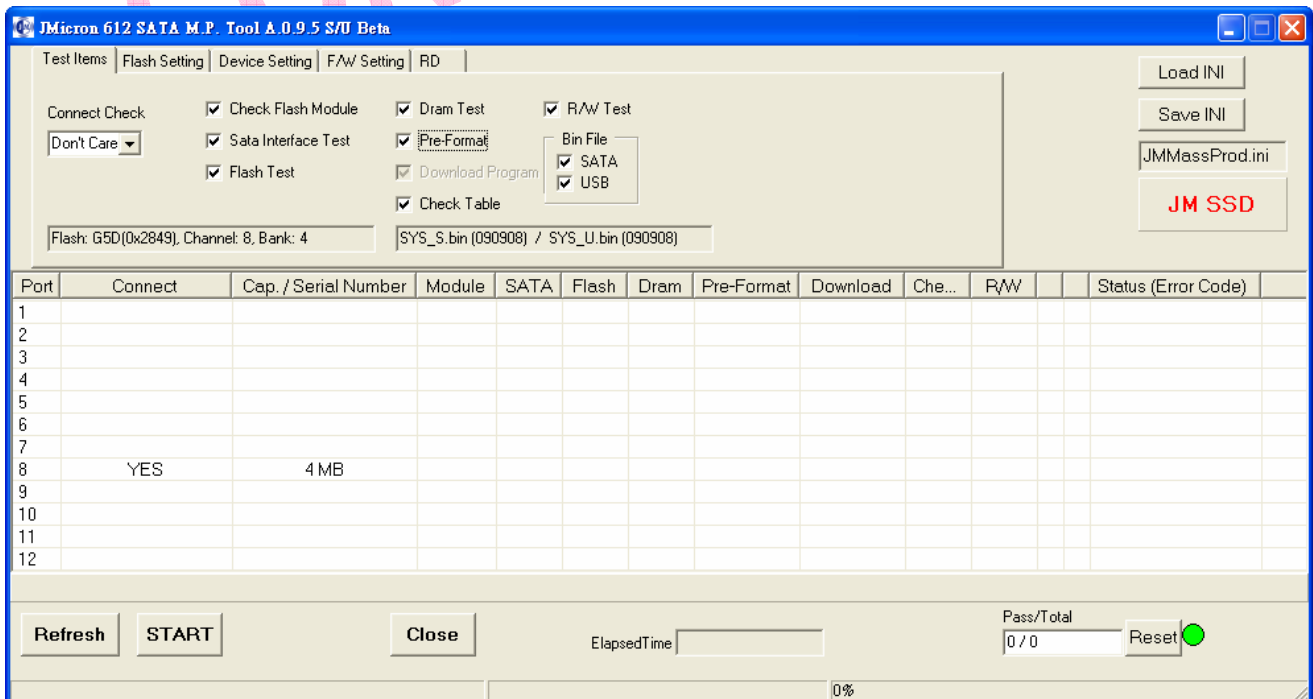 JMicron 612 SATA M.P. Tool A.0.9.5 S/U Beta
Test Items Flash Setting Device Setting F/W Setting RD
Load INI
Save INI
JMMassProd.ini
JM SSD
Connect Check
Don't Care
Check Flash Module
Sata Interface Test
Flash Test
Dram Test
Pre-Format
Download Program
Check Table
R/W Test
Bin File
SATA
USB
Flash: G5D(0x2849), Channel: 8, Bank: 4
SYS_S.bin (090908) / SYS_U.bin (090908)
Port Connect Cap. / Serial Number Module SATA Flash Dram Pre-Format Download Che... R/W Status (Error Code)
1
2
3
4
5
6
7
8 YES 4 MB
9
10
11
12
Refresh START Close ElapsedTime
Pass/Total
0 / 0 Reset
0%